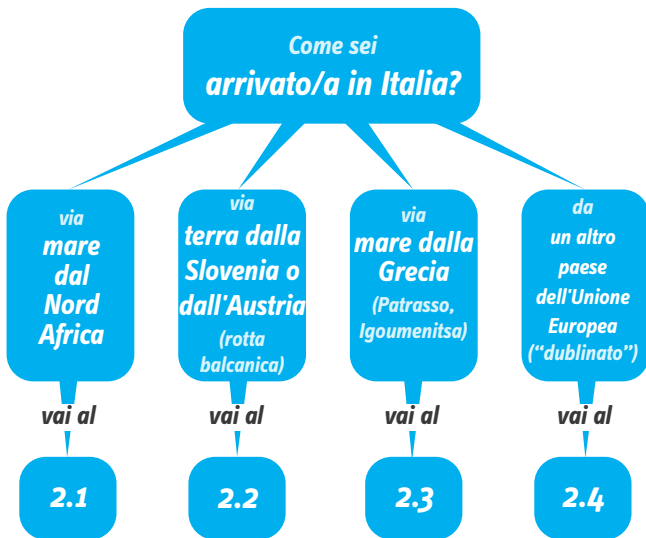 Come sei
arrivato/a in Italia?
via
mare
dal
Nord
Africa
via
terra dalla
Slovenia o
dall'Austria
(rotta
balcanica)
via
mare dalla
Grecia
(Patrasso,
Igoumenitsa)
da
un altro
paese
dell'Unione
Europea
(“dublinato”)
vai al
vai al
vai al
vai al
2.1
2.2
2.3
2.4